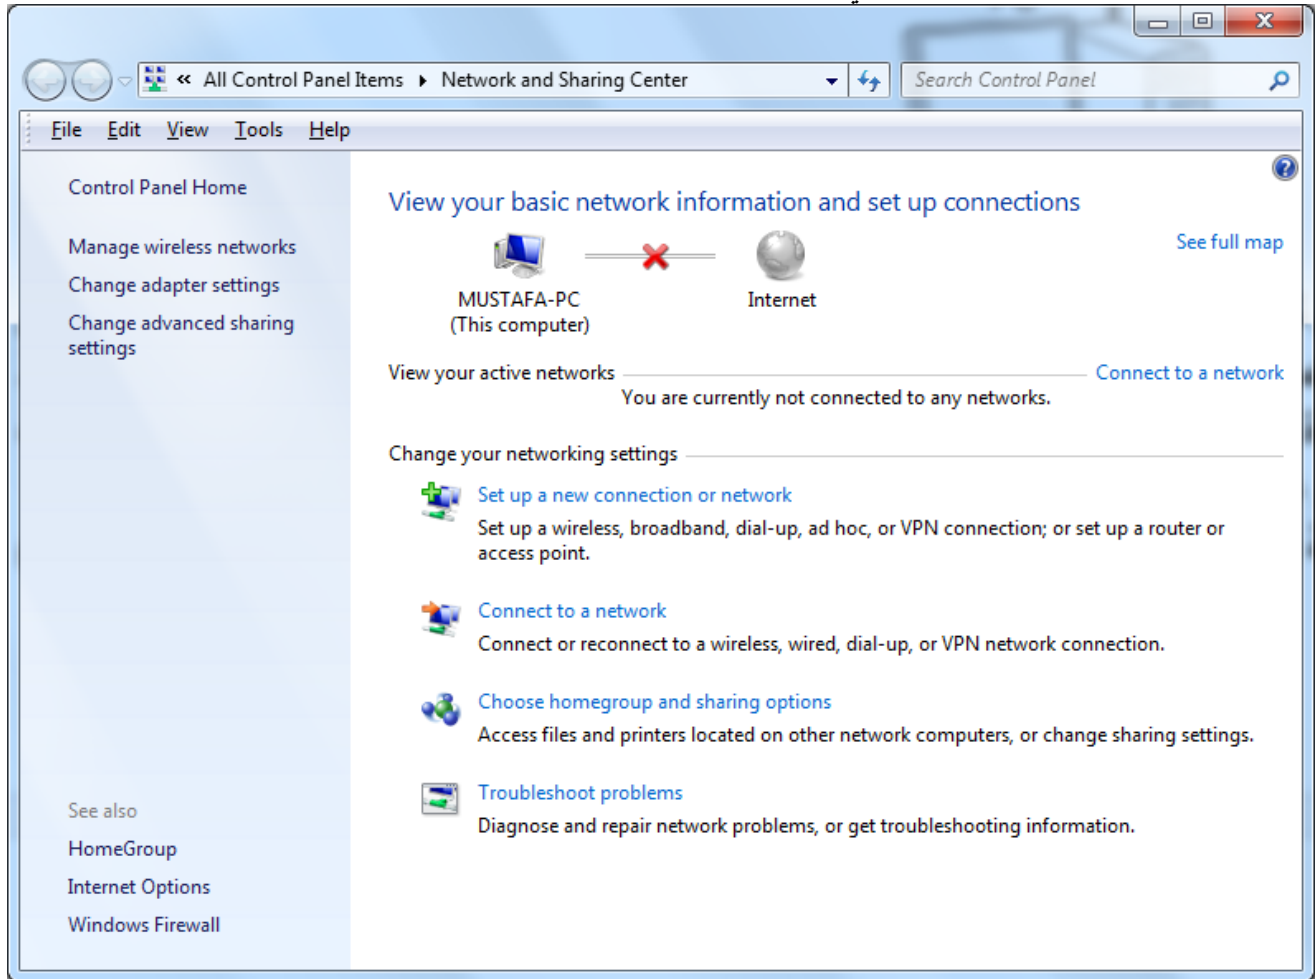 « All Control Panel Items ▸ Network and Sharing Center
Search Control Panel
File Edit View Tools Help
Control Panel Home
Manage wireless networks
Change adapter settings
Change advanced sharing
settings
View your basic network information and set up connections
See full map
MUSTAFA-PC
(This computer)
Internet
View your active networks
Connect to a network
You are currently not connected to any networks.
Change your networking settings
Set up a new connection or network
Set up a wireless, broadband, dial-up, ad hoc, or VPN connection; or set up a router or
access point.
Connect to a network
Connect or reconnect to a wireless, wired, dial-up, or VPN network connection.
Choose homegroup and sharing options
Access files and printers located on other network computers, or change sharing settings.
Troubleshoot problems
Diagnose and repair network problems, or get troubleshooting information.
See also
HomeGroup
Internet Options
Windows Firewall